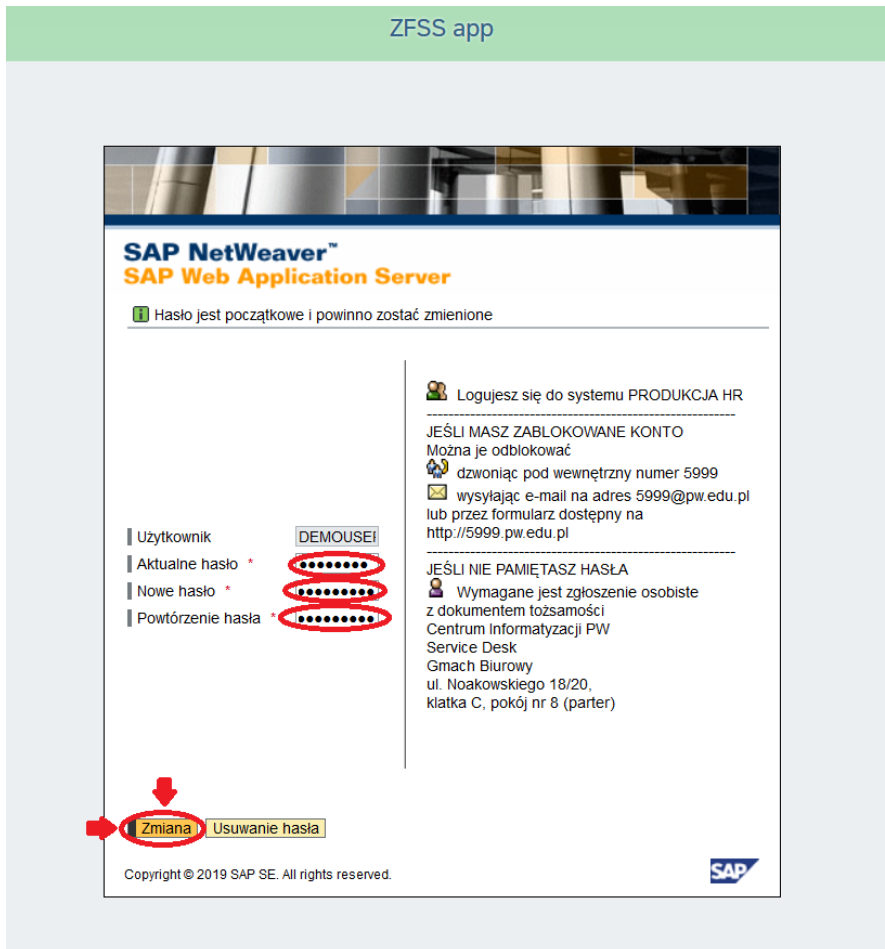 ZFSS app
SAP NetWeaver™
SAP Web Application Server
Hasło jest początkowe i powinno zostać zmienione
Użytkownik DEMOUSE
Aktualne hasło * ●●●●●●●●
Nowe hasło * ●●●●●●●●●
Powtórzenie hasła * ●●●●●●●●●
Logujesz się do systemu PRODUKCJA HR
--------------------------------------------------------
JEŚLI MASZ ZABLOKOWANE KONTO
Można je odblokować
dzwoniąc pod wewnętrzny numer 5999
wysyłając e-mail na adres 5999@pw.edu.pl
lub przez formularz dostępny na
http://5999.pw.edu.pl
--------------------------------------------------------
JEŚLI NIE PAMIĘTASZ HASŁA
Wymagane jest zgłoszenie osobiste
z dokumentem tożsamości
Centrum Informatyzacji PW
Service Desk
Gmach Biurowy
ul. Noakowskiego 18/20,
klatka C, pokój nr 8 (parter)
Zmiana Usuwanie hasła
Copyright © 2019 SAP SE. All rights reserved.
SAP